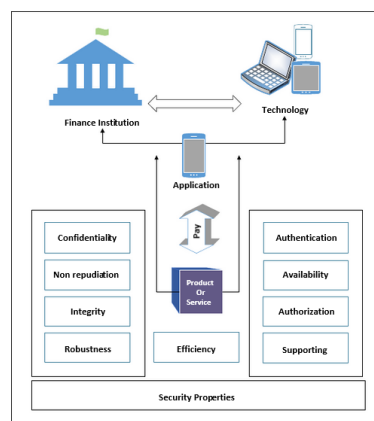 Finance Institution
Technology
Application
Pay
Product
Or
Service
Confidentiality
Non repudiation
Integrity
Robustness
Efficiency
Authentication
Availability
Authorization
Supporting
Security Properties